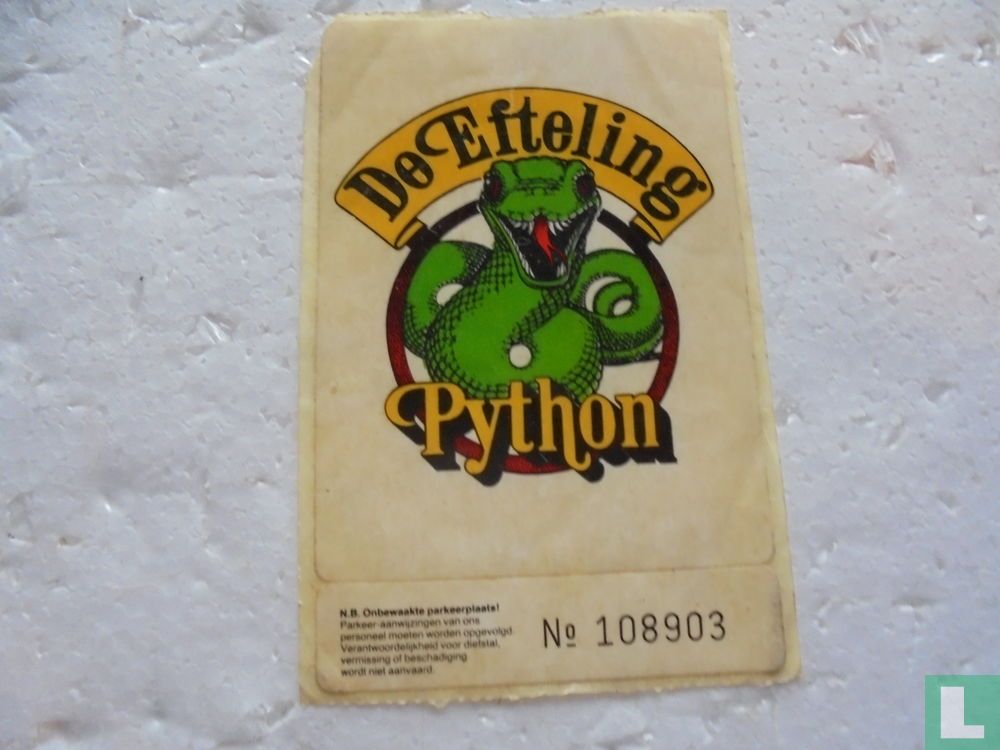 De Efteling
Python
N.B. Onbewaakte parkeerplaats!
Parkeer-aanwijzingen van ons
personeel moeten worden opgevolgd.
Verantwoordelijkheid voor diefstal,
vermissing of beschadiging
wordt niet aanvaard.
No 108903
L